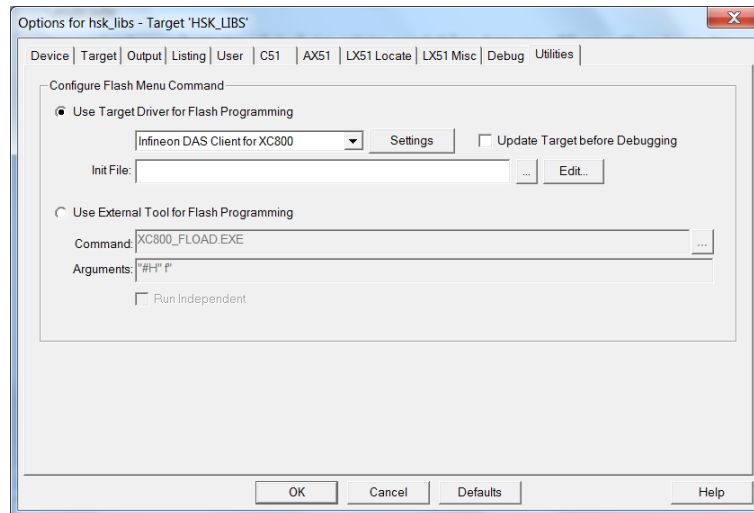 Options for hsk_libs - Target 'HSK_LIBS'
Device Target Output Listing User C51 AX51 LX51 Locate LX51 Misc Debug Utilities
Configure Flash Menu Command
Use Target Driver for Flash Programming
Infineon DAS Client for XC800 Settings Update Target before Debugging
Init File: ... Edit...
Use External Tool for Flash Programming
Command: XC800_FLOAD.EXE ...
Arguments: "#H" f"
Run Independent
OK Cancel Defaults Help